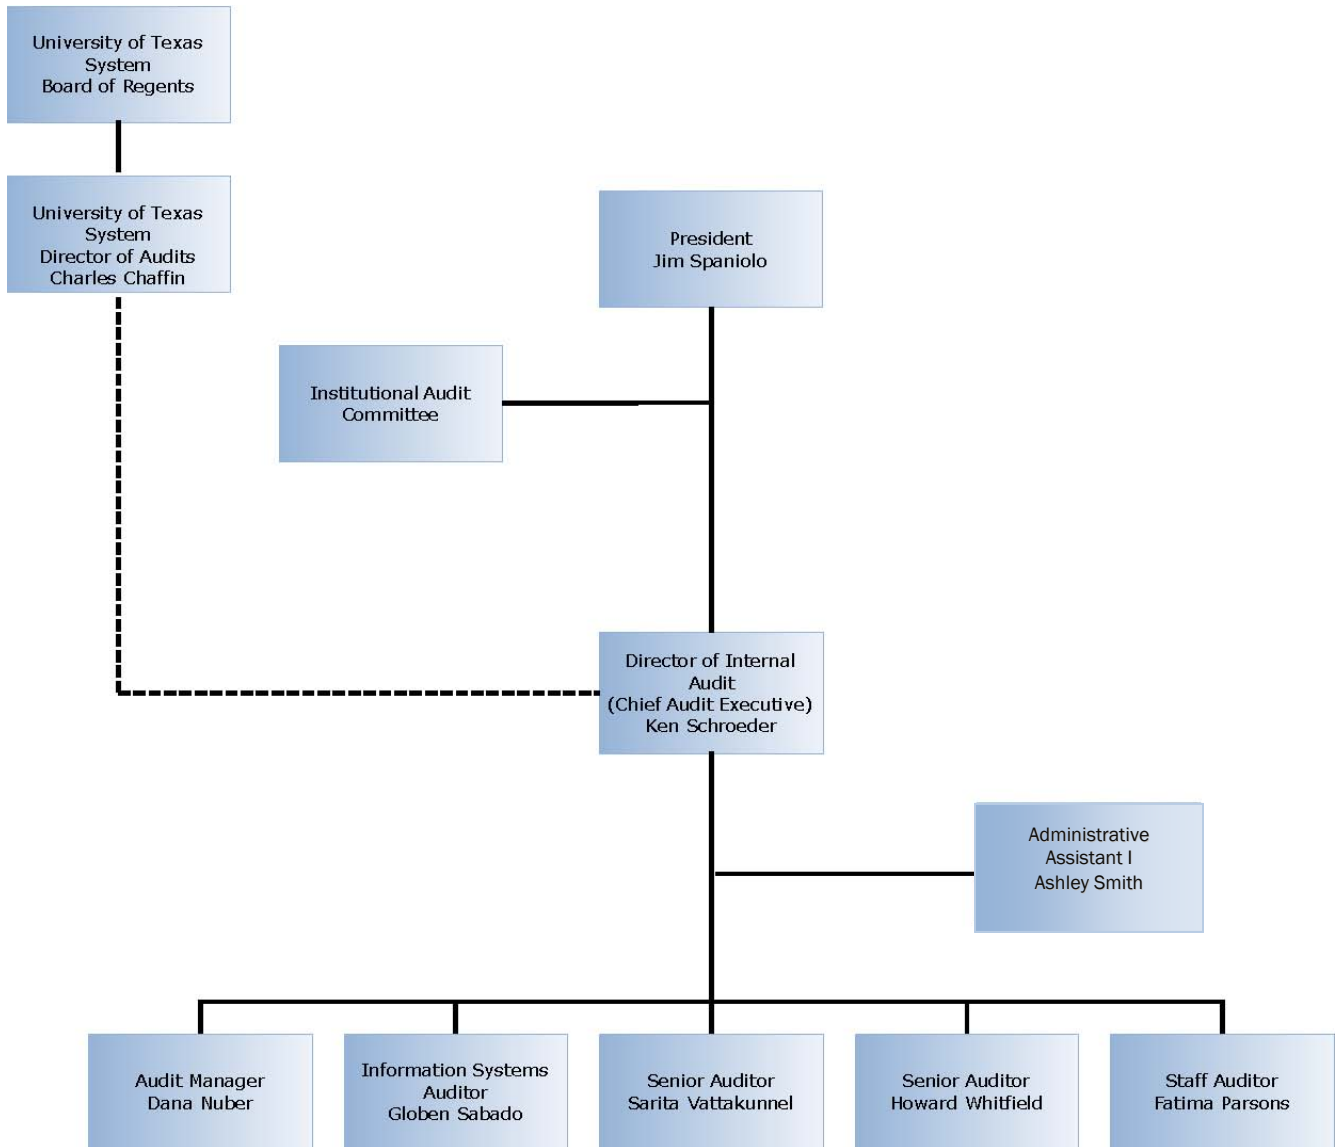 University of Texas
System
Board of Regents
University of Texas
System
Director of Audits
Charles Chaffin
President
Jim Spaniolo
Institutional Audit
Committee
Director of Internal
Audit
(Chief Audit Executive)
Ken Schroeder
Administrative
Assistant I
Ashley Smith
Audit Manager
Dana Nuber
Information Systems
Auditor
Globen Sabado
Senior Auditor
Sarita Vattakunnel
Senior Auditor
Howard Whitfield
Staff Auditor
Fatima Parsons